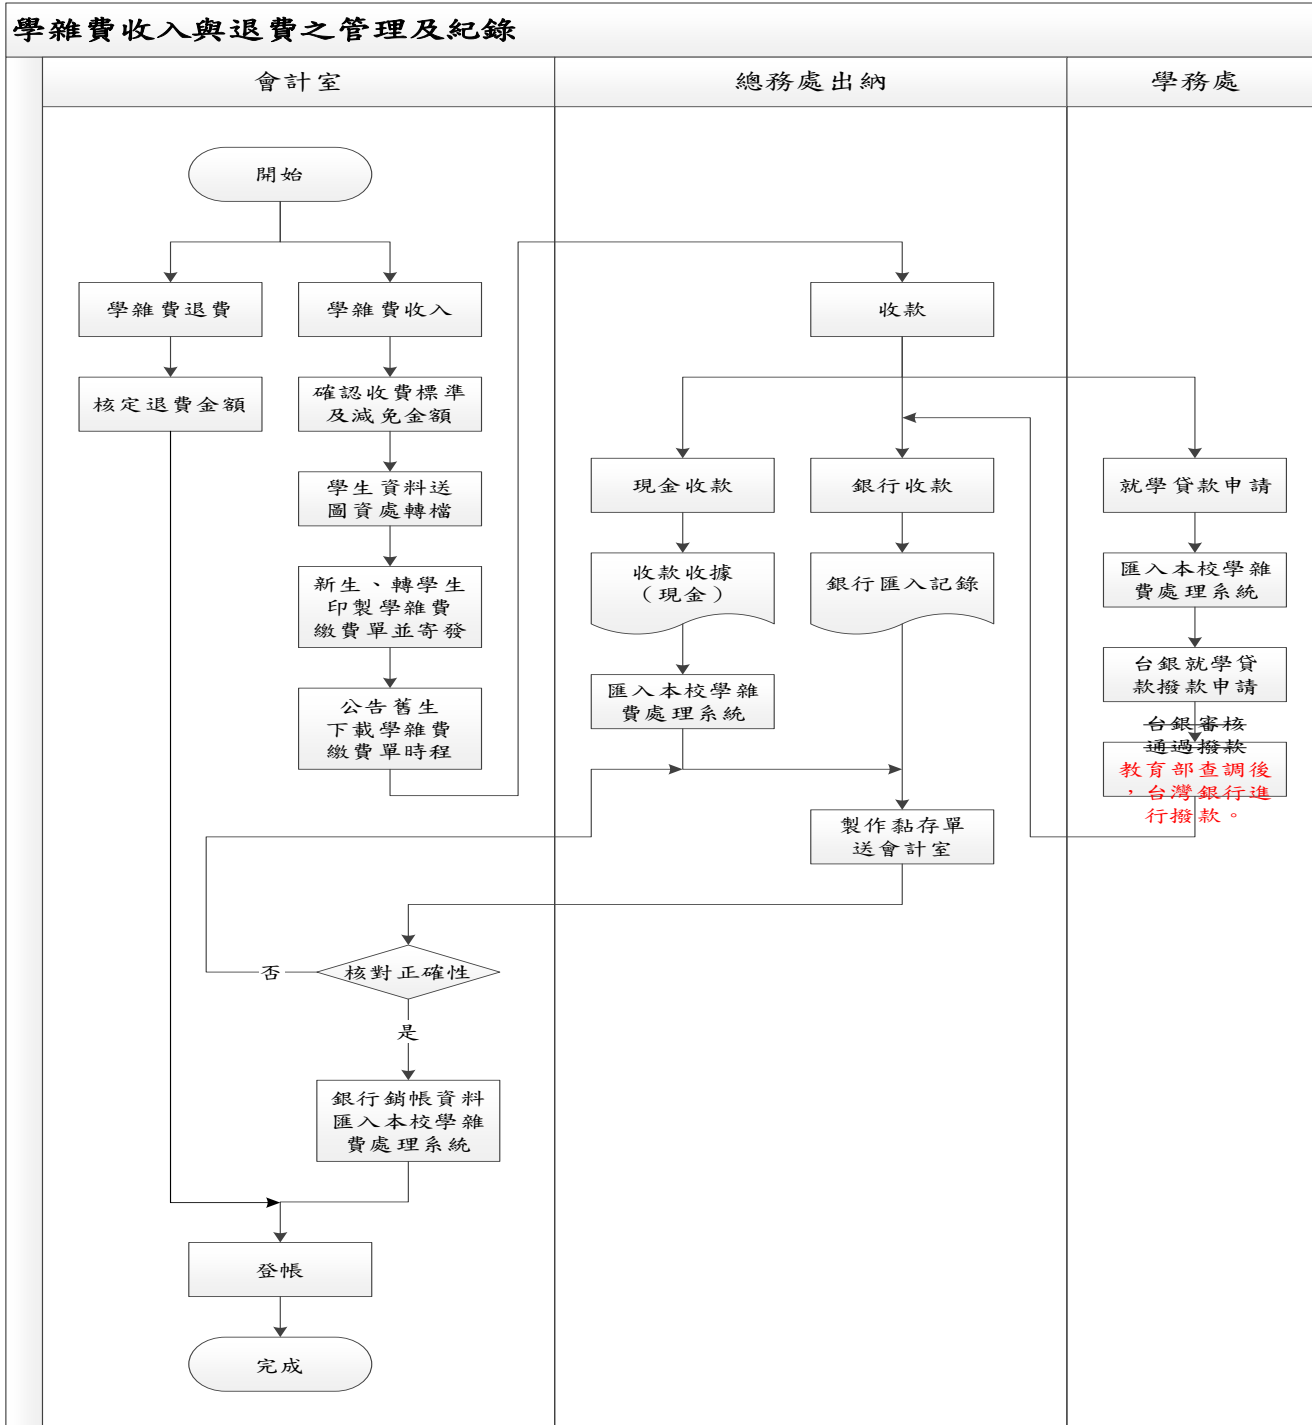 學雜費收入與退費之管理及紀錄
會計室
總務處出納
學務處
開始
學雜費退費
學雜費收入
收款
核定退費金額
確認收費標準
及減免金額
學生資料送
圖資處轉檔
現金收款
銀行收款
就學貸款申請
新生、轉學生
印製學雜費
繳費單並寄發
收款收據
(現金)
銀行匯入記錄
匯入本校學雜
費處理系統
公告舊生
下載學雜費
繳費單時程
匯入本校學雜
費處理系統
台銀就學貸
款撥款申請
台銀審核
通過撥款
教育部查調後
，台灣銀行進
行撥款。
製作黏存單
送會計室
核對正確性
否
是
銀行銷帳資料
匯入本校學雜
費處理系統
登帳
完成